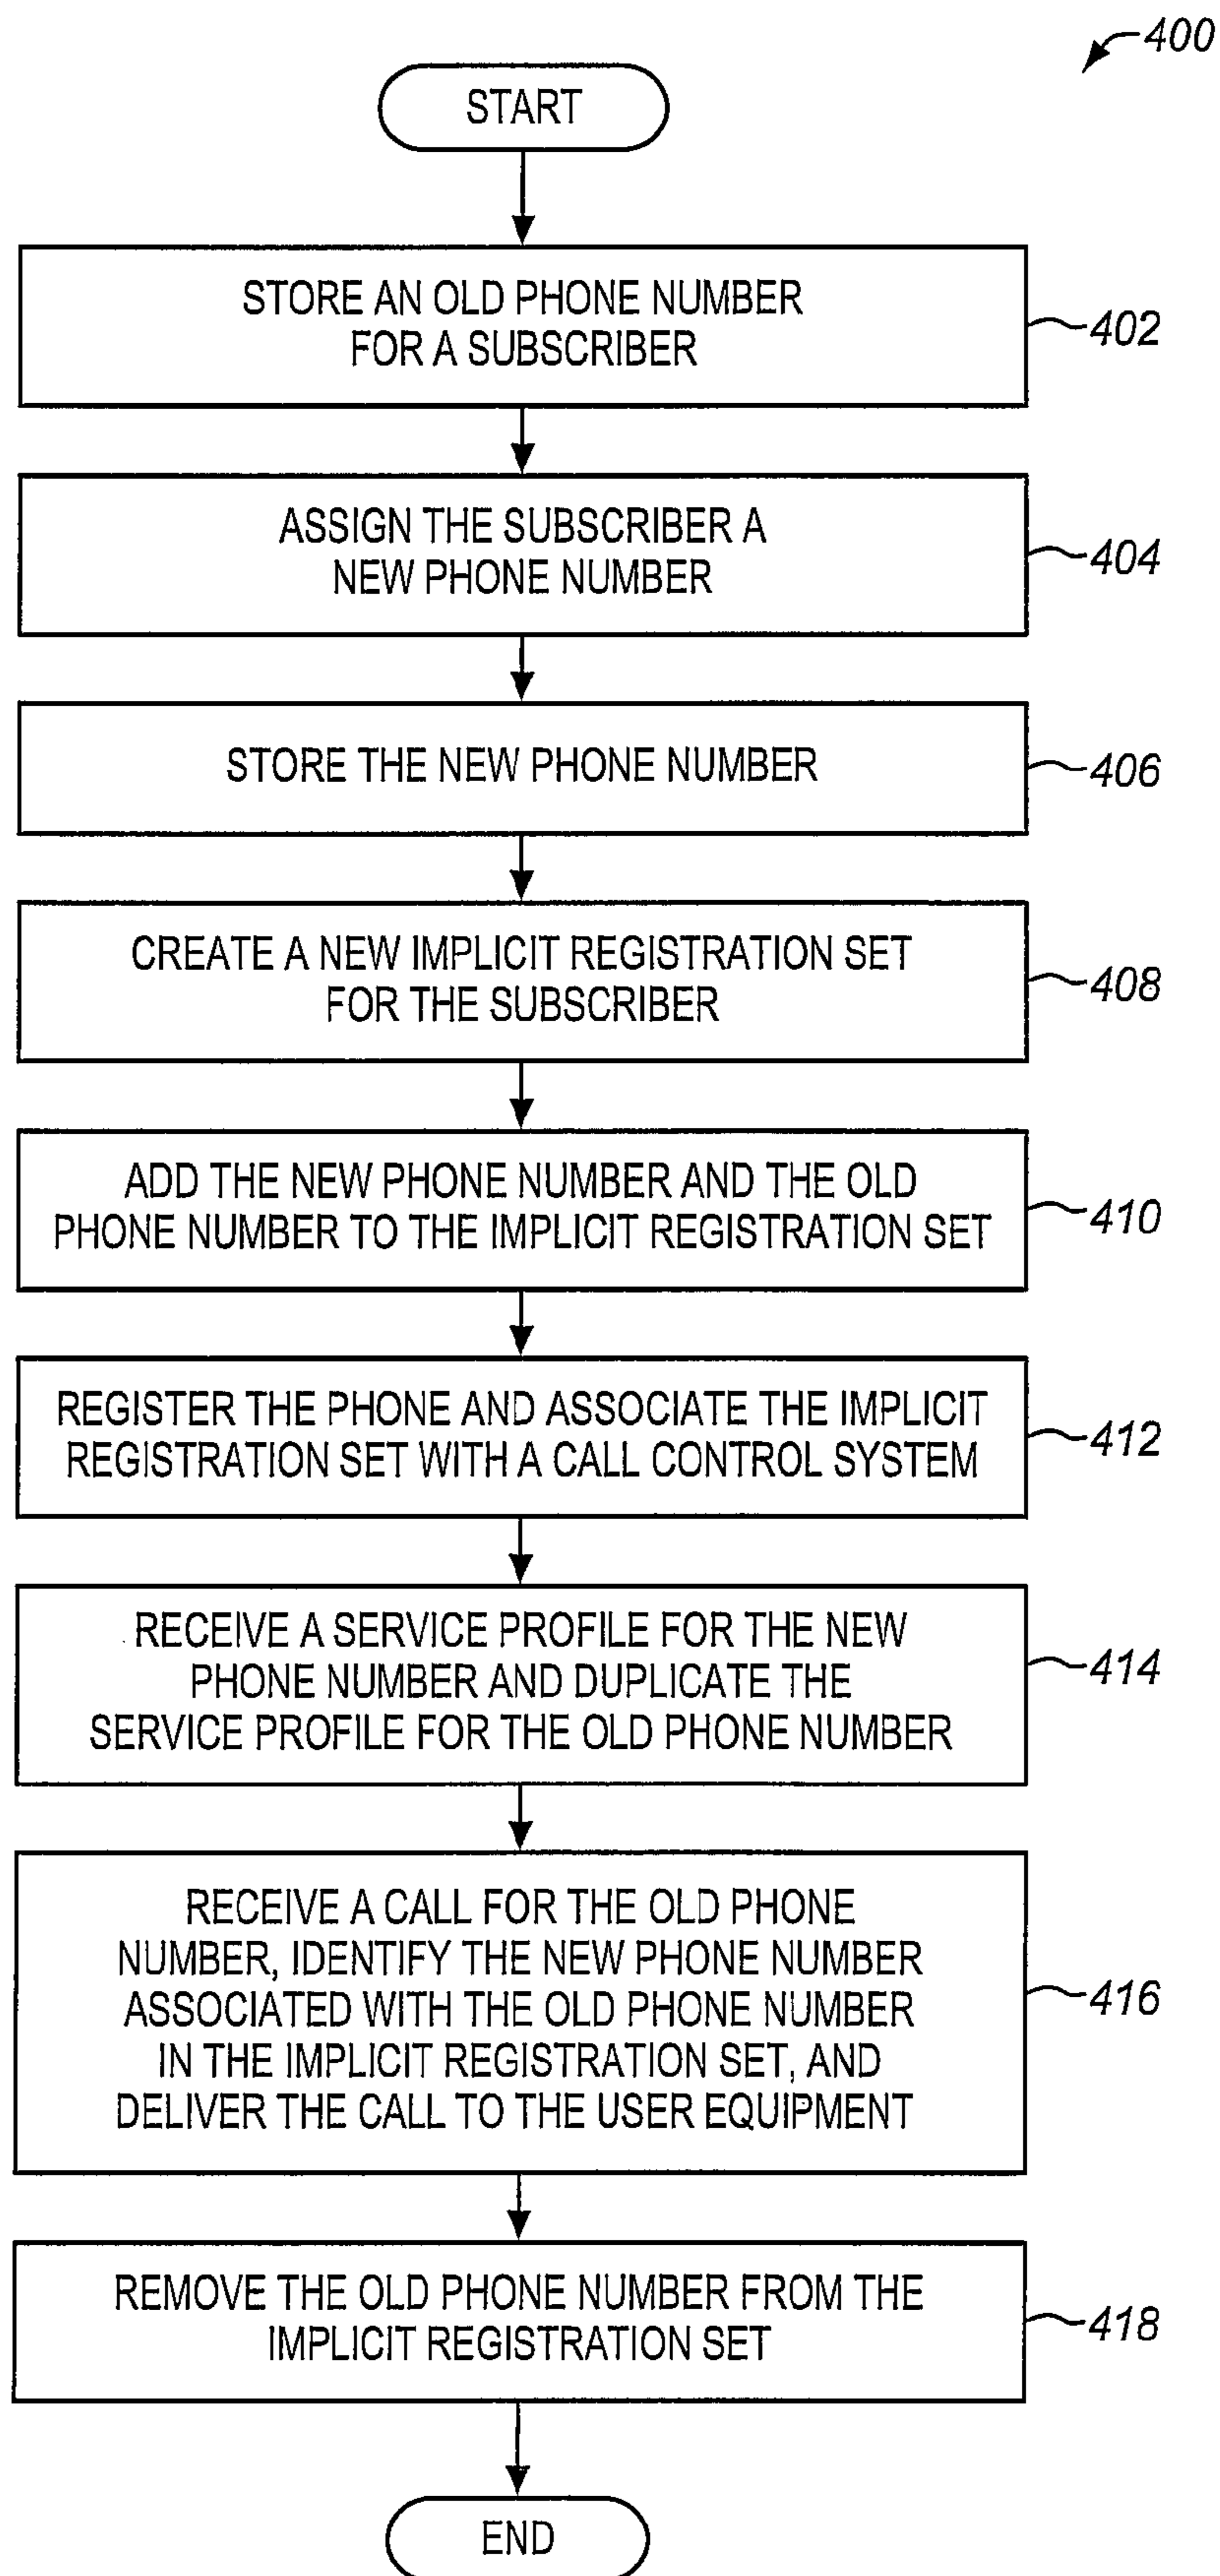 400
START
STORE AN OLD PHONE NUMBER
FOR A SUBSCRIBER
402
ASSIGN THE SUBSCRIBER A
NEW PHONE NUMBER
404
STORE THE NEW PHONE NUMBER
406
CREATE A NEW IMPLICIT REGISTRATION SET
FOR THE SUBSCRIBER
408
ADD THE NEW PHONE NUMBER AND THE OLD
PHONE NUMBER TO THE IMPLICIT REGISTRATION SET
410
REGISTER THE PHONE AND ASSOCIATE THE IMPLICIT
REGISTRATION SET WITH A CALL CONTROL SYSTEM
412
RECEIVE A SERVICE PROFILE FOR THE NEW
PHONE NUMBER AND DUPLICATE THE
SERVICE PROFILE FOR THE OLD PHONE NUMBER
414
RECEIVE A CALL FOR THE OLD PHONE
NUMBER, IDENTIFY THE NEW PHONE NUMBER
ASSOCIATED WITH THE OLD PHONE NUMBER
IN THE IMPLICIT REGISTRATION SET, AND
DELIVER THE CALL TO THE USER EQUIPMENT
416
REMOVE THE OLD PHONE NUMBER FROM THE
IMPLICIT REGISTRATION SET
418
END